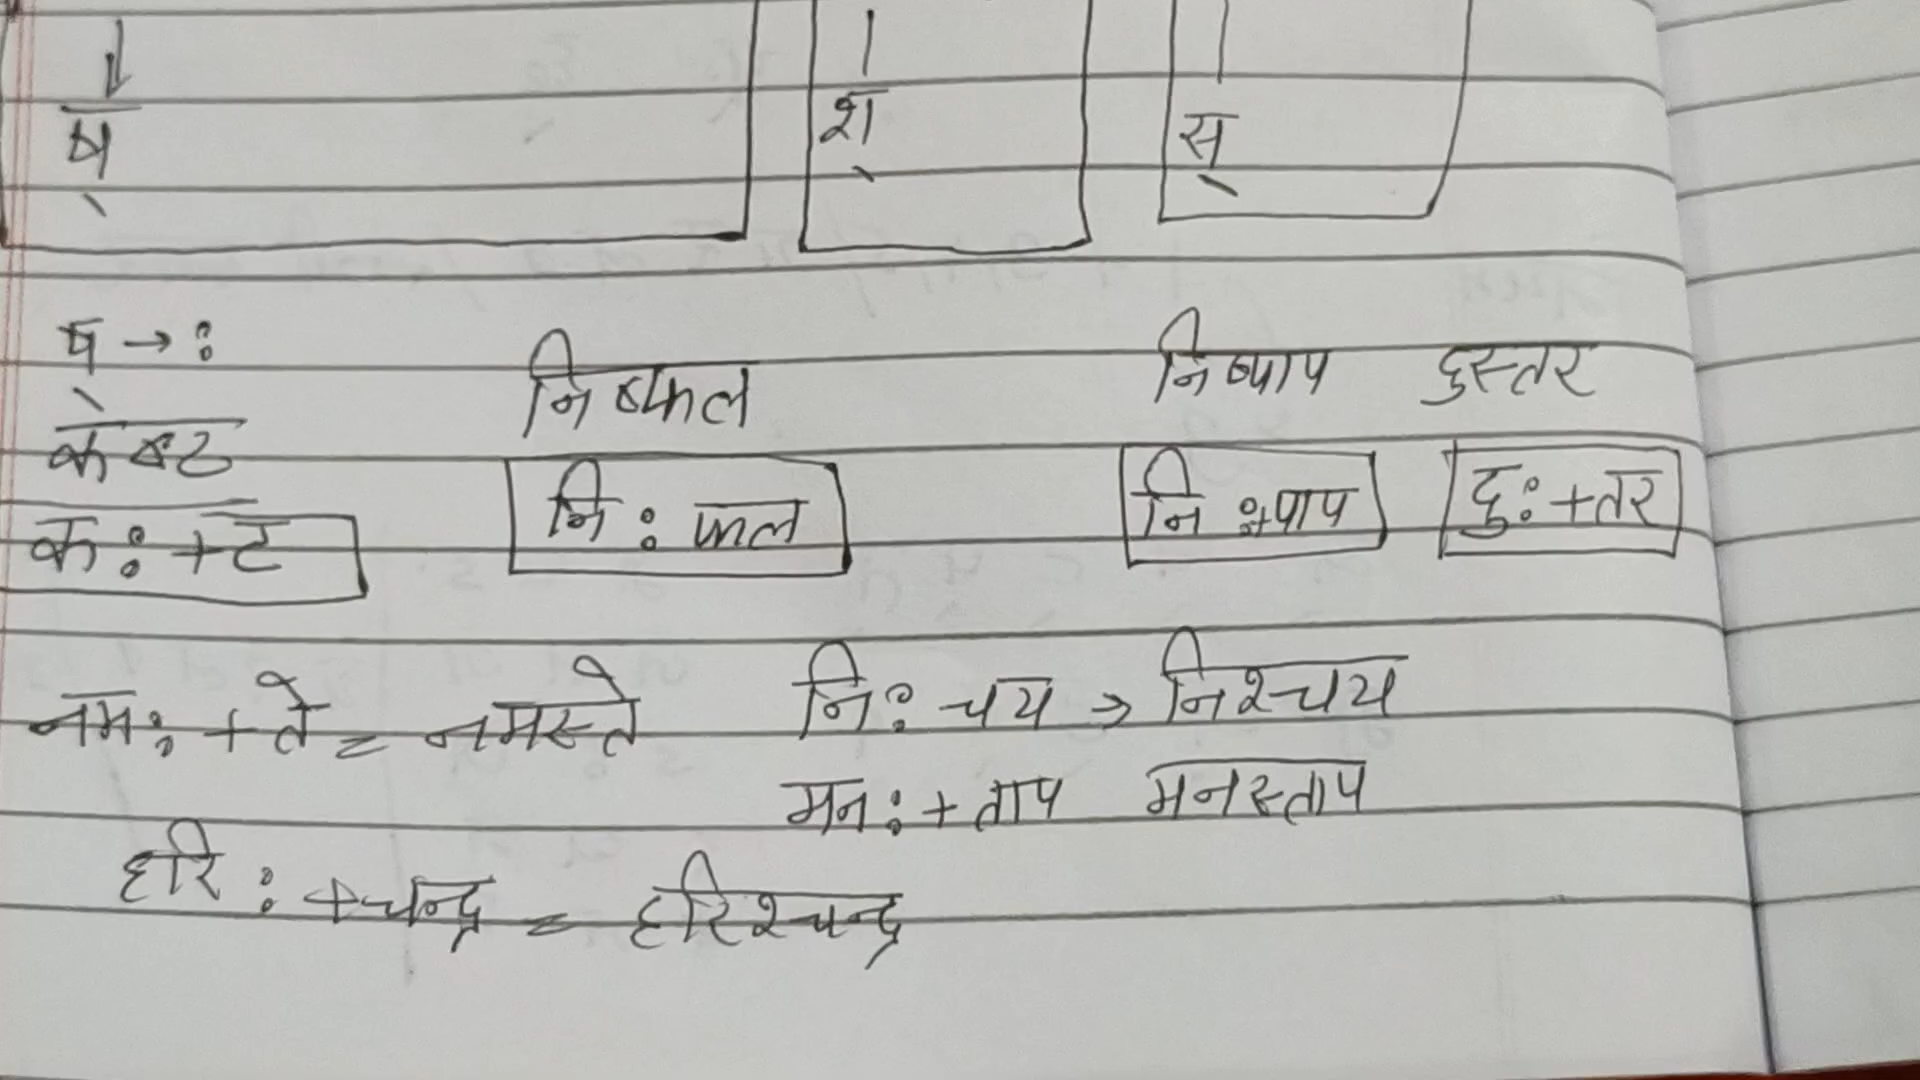 ष् श् स्
ष् → :
निष्फल निष्पाप दुस्तर
कष्ट
नि : फल नि :+पाप दुः +तर
कः +ट
नमः +ते = नमस्ते निः चय → निश्चय
मनः + ताप मनस्ताप
हरि : +चन्द्र = हरिश्चन्द्र